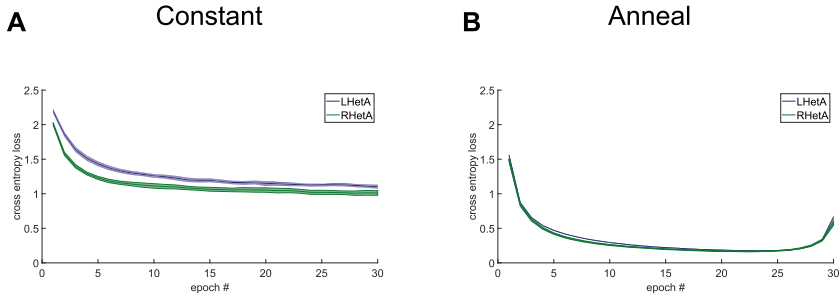 A
Constant
cross entropy loss
2.5
2
1.5
1
0.5
0
LHetA
RHetA
0 5 10 15 20 25 30
epoch #
B
Anneal
cross entropy loss
2.5
2
1.5
1
0.5
0
LHetA
RHetA
0 5 10 15 20 25 30
epoch #